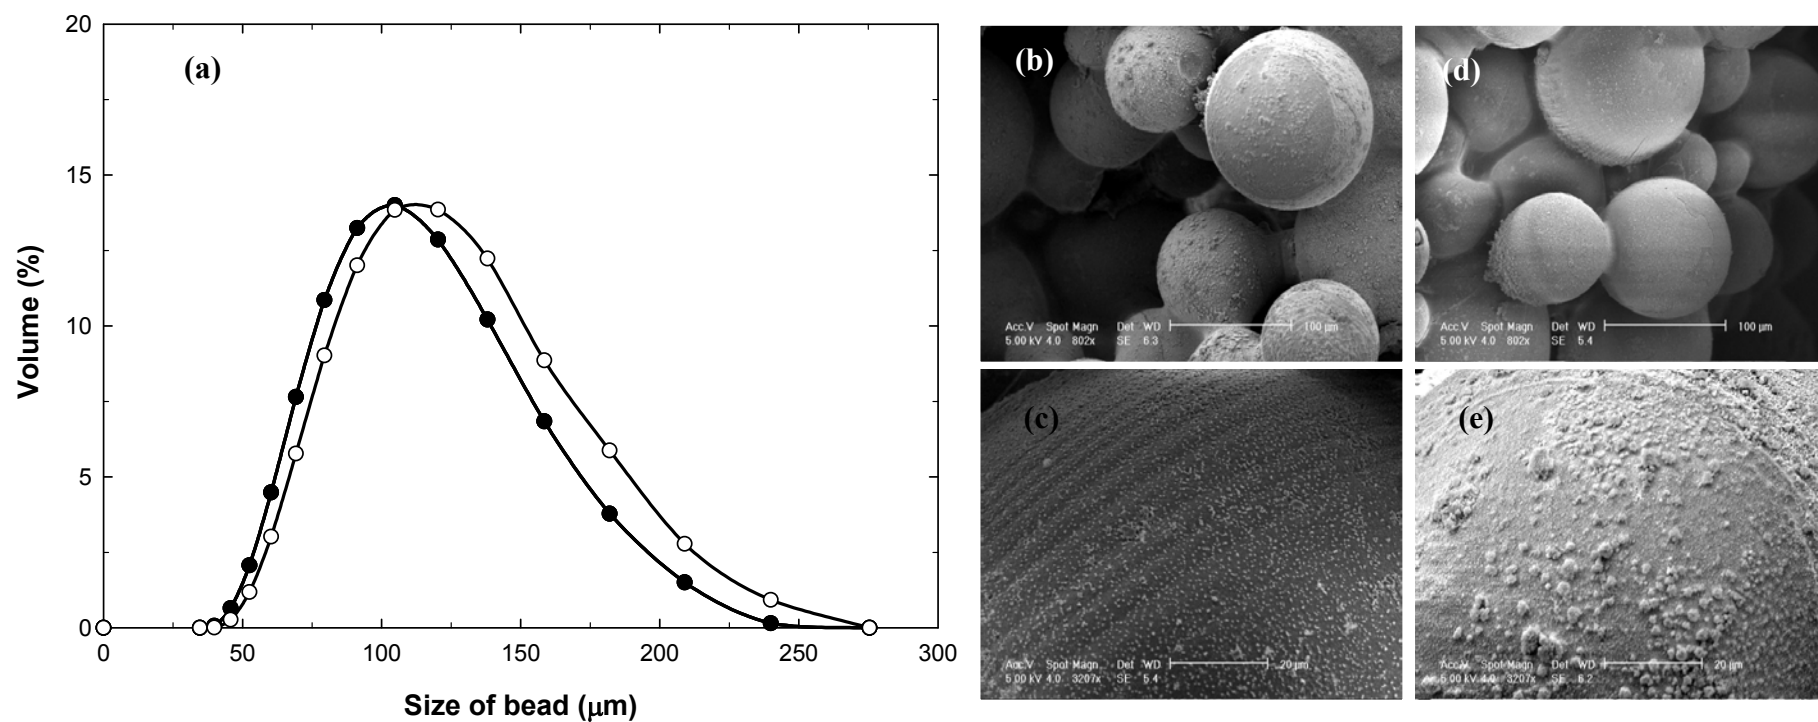 (a)
20
15
10
5
0
Volume (%)
0 50 100 150 200 250 300
Size of bead (μm)
(b)
Acc.V Spot Magn Det WD 100 μm
5.00 kV 4.0 802x SE 6.3
(d)
Acc.V Spot Magn Det WD 100 μm
5.00 kV 4.0 802x SE 5.4
(c)
Acc.V Spot Magn Det WD 20 μm
5.00 kV 4.0 3207x SE 5.4
(e)
Acc.V Spot Magn Det WD 20 μm
5.00 kV 4.0 3207x SE 6.2